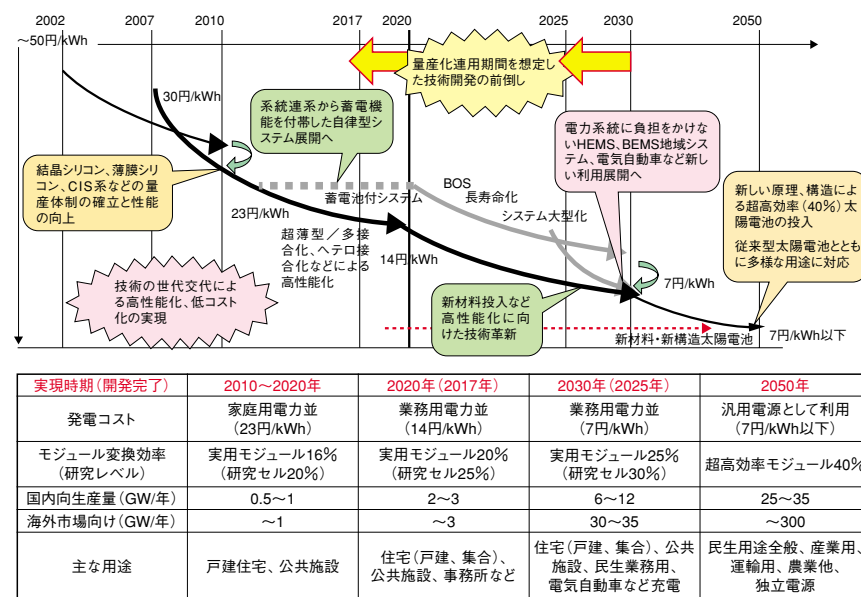 2002
2007
2010
2017
2020
2025
2030
2050
～50円/kWh
量産化連用期間を想定し
た技術開発の前倒し
30円/kWh
系統連系から蓄電機
能を付帯した自律型シ
ステム展開へ
電力系統に負担をかけな
いHEMS、BEMS地域シス
テム、電気自動車など新し
い利用展開へ
結晶シリコン、薄膜シリ
コン、CIS系などの量
産体制の確立と性能
の向上
蓄電池付システム
BOS
長寿命化
システム大型化
新しい原理、構造によ
る超高効率（40％）太
陽電池の投入
従来型太陽電池ととも
に多様な用途に対応
23円/kWh
超薄型／多接
合化、ヘテロ接
合化などによる
高性能化
14円/kWh
7円/kWh
技術の世代交代によ
る高性能化、低コスト
化の実現
新材料投入など
高性能化に向
けた技術革新
新材料・新構造太陽電池
7円/kWh以下
実現時期（開発完了） 2010～2020年 2020年（2017年） 2030年（2025年） 2050年
発電コスト 家庭用電力並 業務用電力並 業務用電力並 汎用電源として利用
（23円/kWh） （14円/kWh） （7円/kWh） （7円/kWh以下）
モジュール変換効率 実用モジュール16％ 実用モジュール20％ 実用モジュール25％ 超高効率モジュール40％
（研究レベル） （研究セル20％） （研究セル25％） （研究セル30％）
国内向生産量（GW/年） 0.5～1 2～3 6～12 25～35
海外市場向け（GW/年） ～1 ～3 30～35 ～300
主な用途 戸建住宅、公共施設 住宅（戸建、集合）、 住宅（戸建、集合）、公共 民生用途全般、産業用、
公共施設、事務所など 施設、民生業務用、 運輸用、農業他、
電気自動車など充電 独立電源